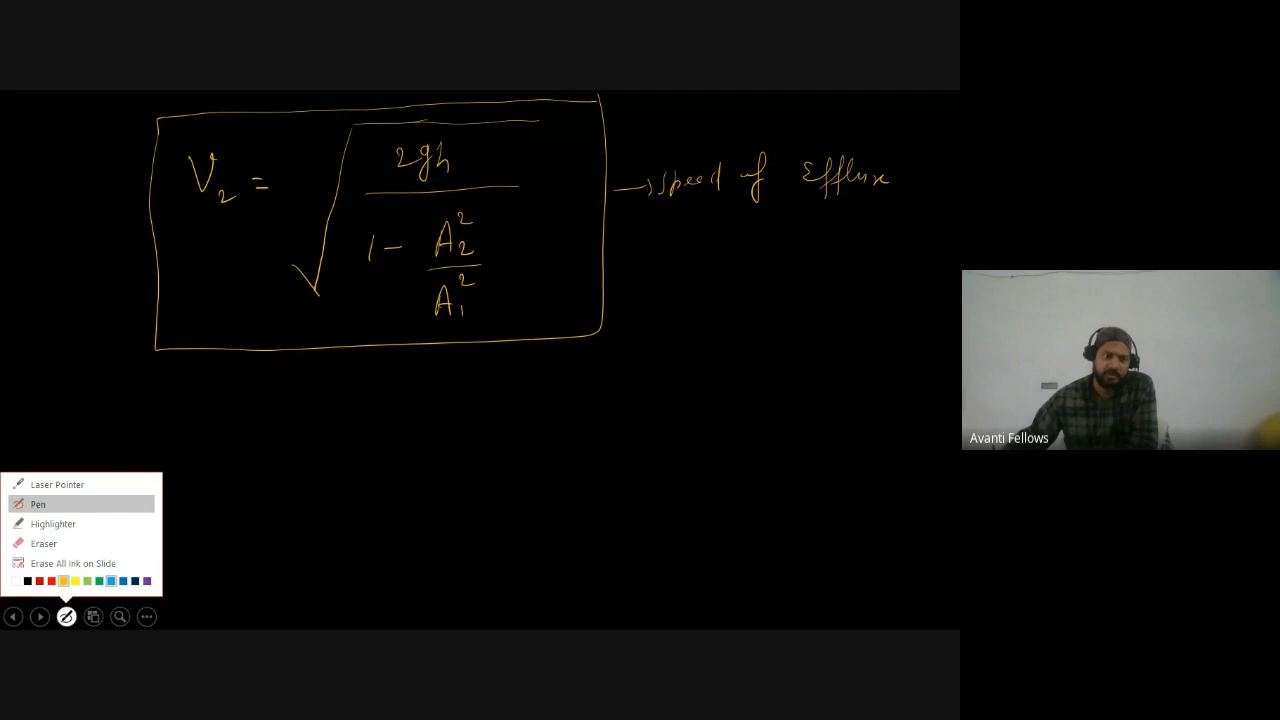 V₂ = √(2gh / (1 - A₂² / A₁²)) → Speed of Efflux
Avanti Fellows
Laser Pointer
Pen
Highlighter
Eraser
Erase All Ink on Slide